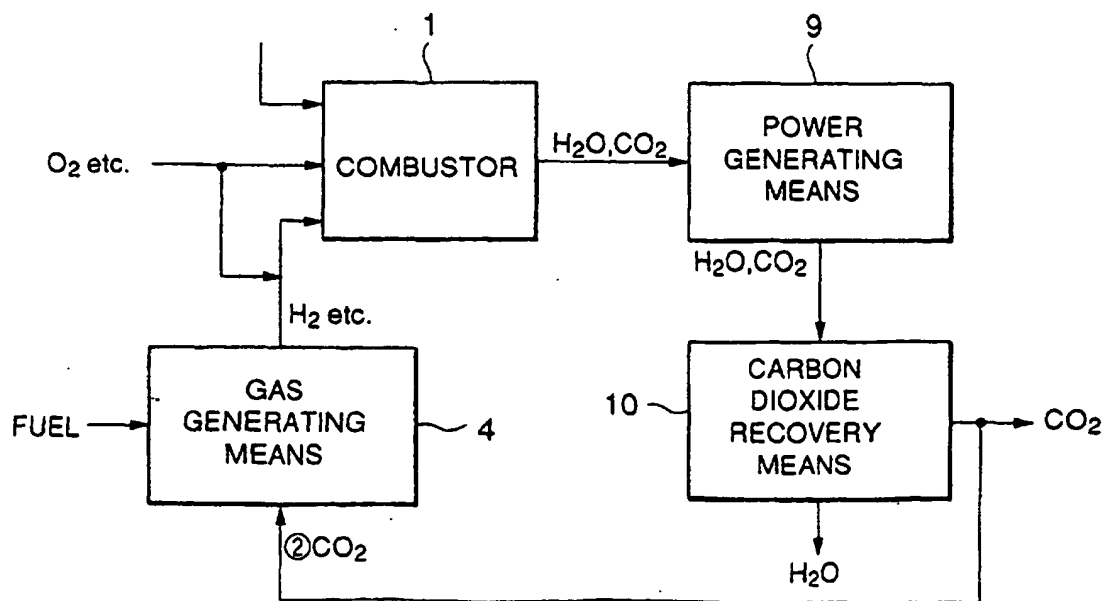 1
9
COMBUSTOR
POWER
GENERATING
MEANS
O₂ etc.
H₂O,CO₂
H₂O,CO₂
H₂ etc.
GAS
GENERATING
MEANS
FUEL
4
CARBON
DIOXIDE
RECOVERY
MEANS
10
CO₂
②CO₂
H₂O